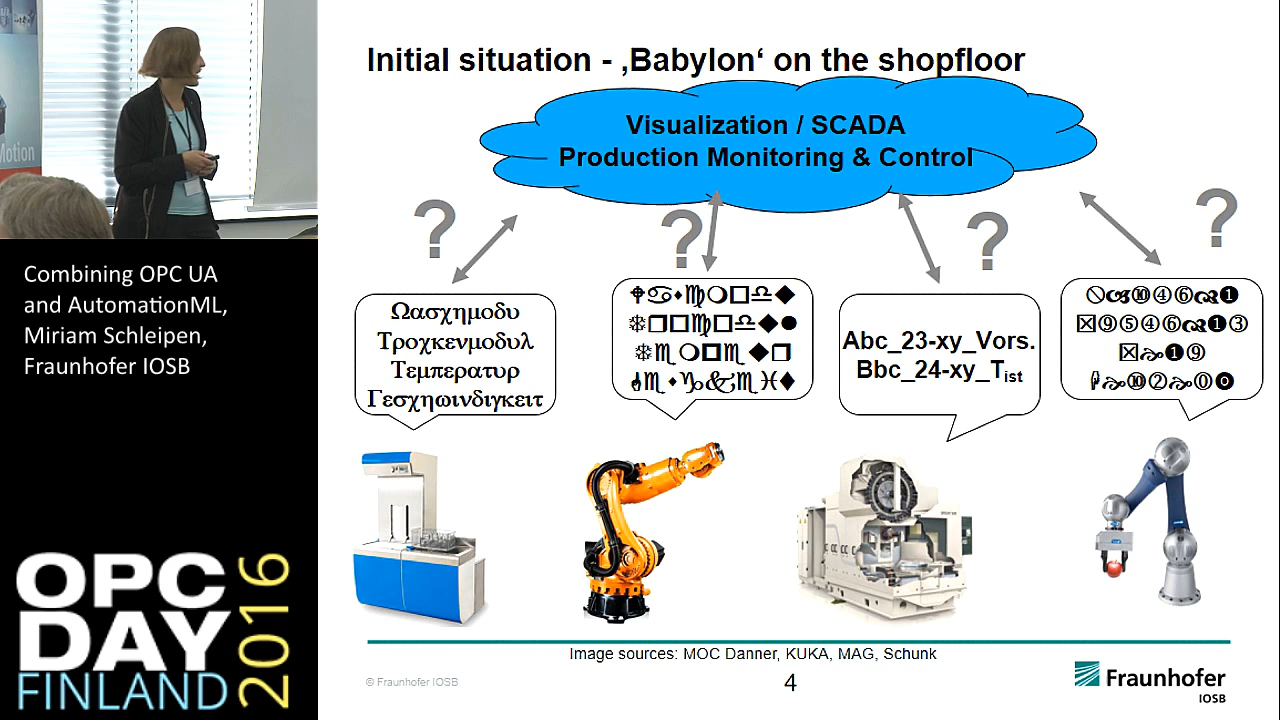 Initial situation - ‚Babylon‘ on the shopfloor
Visualization / SCADA
Production Monitoring & Control
?
?
?
?
Ωασχημοδυ
Τροχκενμοδυλ
Τεμπερατυρ
Γεσχηωινδιγκειτ
Abc_23-xy_Vors.
Bbc_24-xy_Tist
Image sources: MOC Danner, KUKA, MAG, Schunk
© Fraunhofer IOSB
4
Fraunhofer
IOSB
Motion
Combining OPC UA
and AutomationML,
Miriam Schleipen,
Fraunhofer IOSB
OPC
DAY
FINLAND
2016